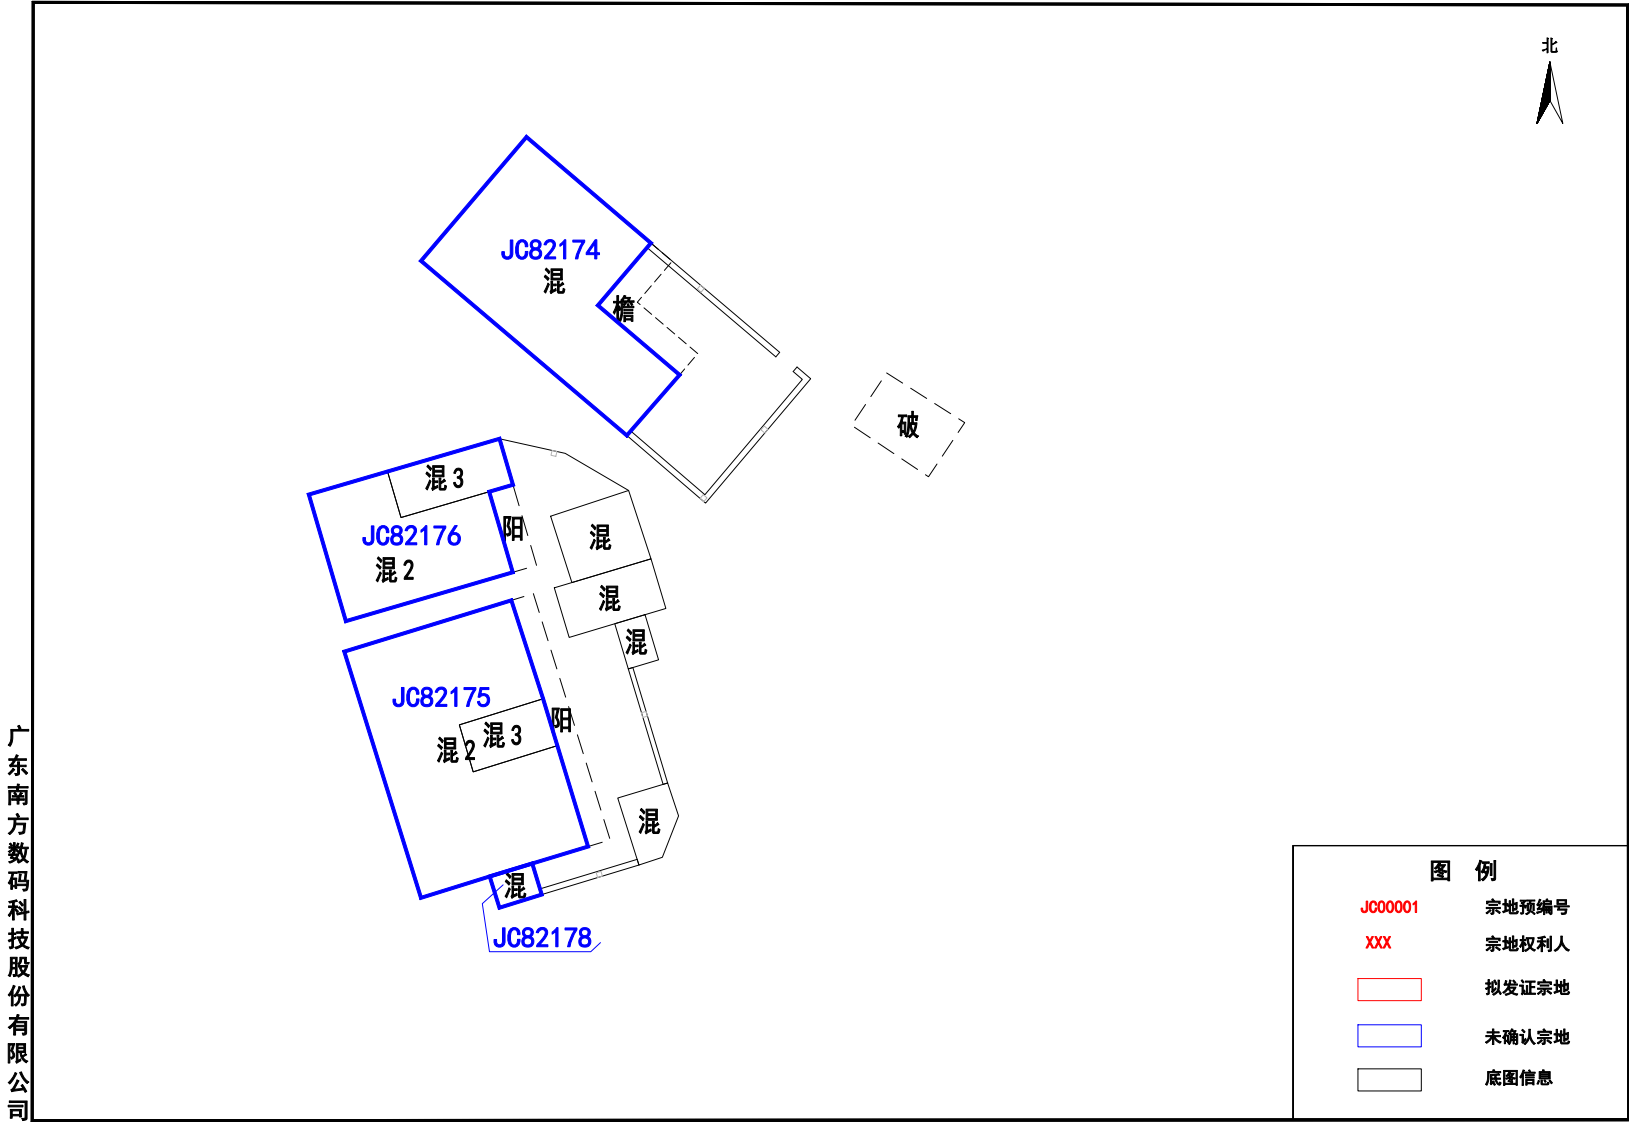 北
JC82174
混
檐
破
混3
JC82176
混2
阳
混
混
混
JC82175
混3
混2
阳
混
混
JC82178
广东南方数码科技股份有限公司
图 例
JC00001 宗地预编号
XXX 宗地权利人
拟发证宗地
未确认宗地
底图信息